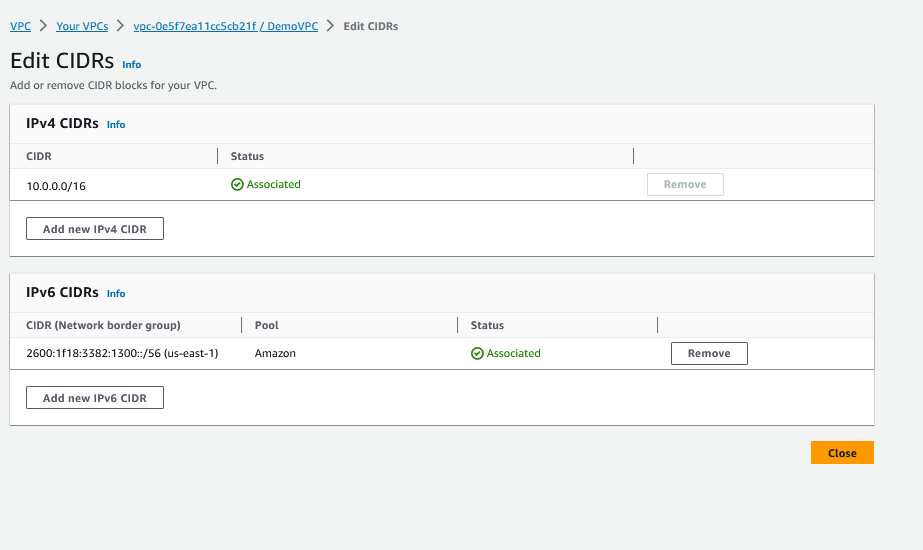 VPC > Your VPCs > vpc-0e5f7ea11cc5cb21f / DemoVPC > Edit CIDRs
Edit CIDRs Info
Add or remove CIDR blocks for your VPC.
IPv4 CIDRs Info
CIDR Status
10.0.0.0/16 Associated Remove
Add new IPv4 CIDR
IPv6 CIDRs Info
CIDR (Network border group) Pool Status
2600:1f18:3382:1300::/56 (us-east-1) Amazon Associated Remove
Add new IPv6 CIDR
Close